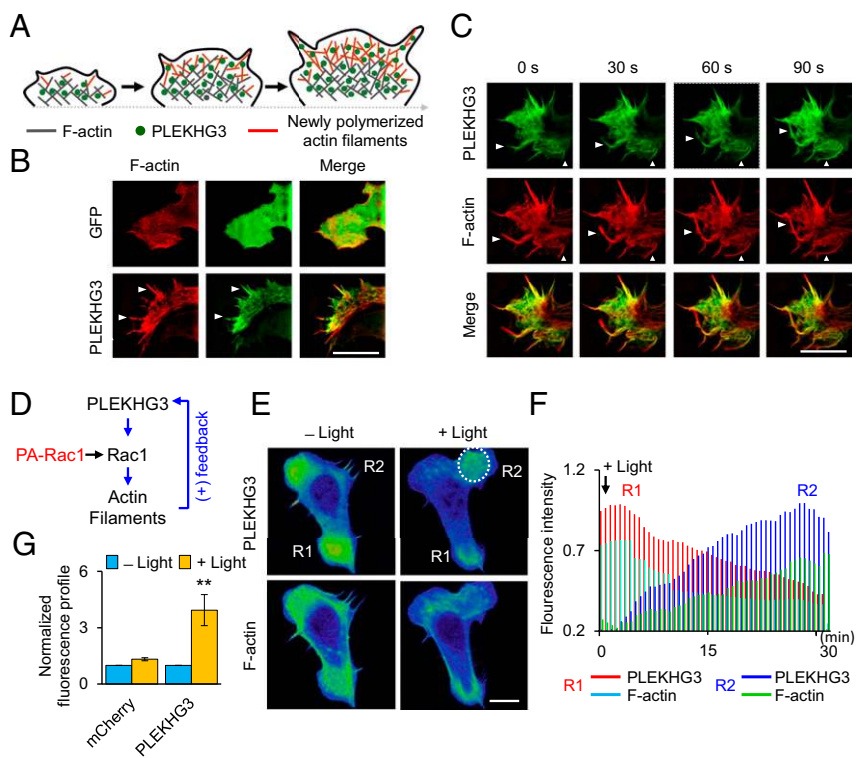 A
F-actin
PLEKHG3
Newly polymerized
actin filaments
B
F-actin
Merge
GFP
PLEKHG3
C
0 s
30 s
60 s
90 s
PLEKHG3
F-actin
Merge
D
PLEKHG3
PA-Rac1
Rac1
Actin
Filaments
(+) feedback
E
– Light
+ Light
PLEKHG3
R2
R2
R1
R1
F-actin
F
Flourescence intensity
1.2
0.7
0.2
+ Light
R1
R2
0
15
30
(min)
R1
PLEKHG3
F-actin
R2
PLEKHG3
F-actin
G
– Light
+ Light
Normalized
fluorescence profile
6
3
0
**
mCherry
PLEKHG3